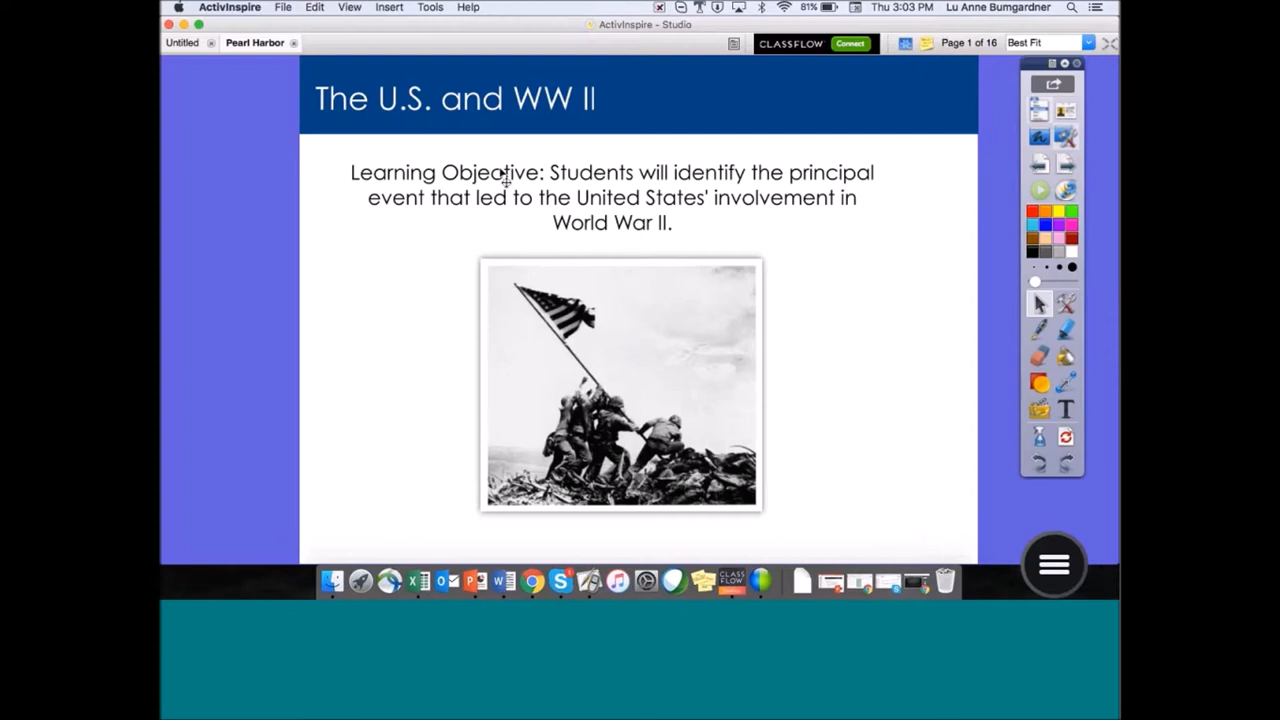 ActivInspire File Edit View Insert Tools Help 81% Thu 3:03 PM Lu Anne Bumgardner
ActivInspire - Studio
Untitled Pearl Harbor CLASSFLOW Connect Page 1 of 16 Best Fit
The U.S. and WW II
Learning Objective: Students will identify the principal
event that led to the United States' involvement in
World War II.
T
CLASS
FLOW